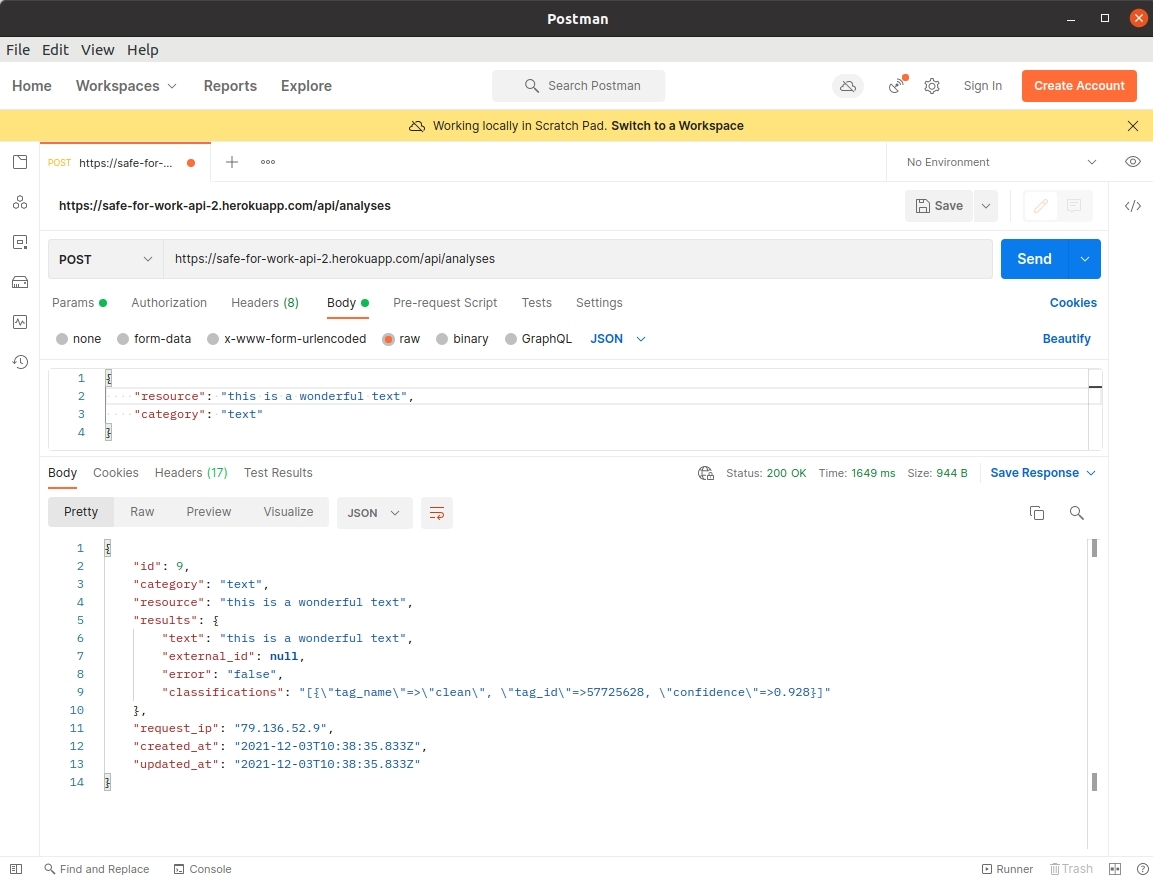 Postman
File Edit View Help
Home Workspaces Reports Explore Search Postman Sign In Create Account
Working locally in Scratch Pad. Switch to a Workspace
POST https://safe-for-... No Environment
https://safe-for-work-api-2.herokuapp.com/api/analyses Save
POST https://safe-for-work-api-2.herokuapp.com/api/analyses Send
Params Authorization Headers (8) Body Pre-request Script Tests Settings Cookies
none form-data x-www-form-urlencoded raw binary GraphQL JSON Beautify
1 {
2 "resource": "this is a wonderful text",
3 "category": "text"
4 }
Body Cookies Headers (17) Test Results Status: 200 OK Time: 1649 ms Size: 944 B Save Response
Pretty Raw Preview Visualize JSON
1 {
2 "id": 9,
3 "category": "text",
4 "resource": "this is a wonderful text",
5 "results": {
6 "text": "this is a wonderful text",
7 "external_id": null,
8 "error": "false",
9 "classifications": "[{\"tag_name\"=>\"clean\", \"tag_id\"=>57725628, \"confidence\"=>0.928}]"
10 },
11 "request_ip": "79.136.52.9",
12 "created_at": "2021-12-03T10:38:35.833Z",
13 "updated_at": "2021-12-03T10:38:35.833Z"
14 }
Find and Replace Console Runner Trash